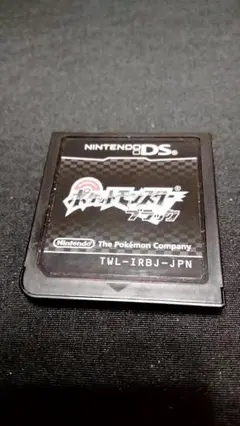 NINTENDO DS
ポケットモンスター
ブラック
Nintendo The Pokémon Company
TWL-IRBJ-JPN